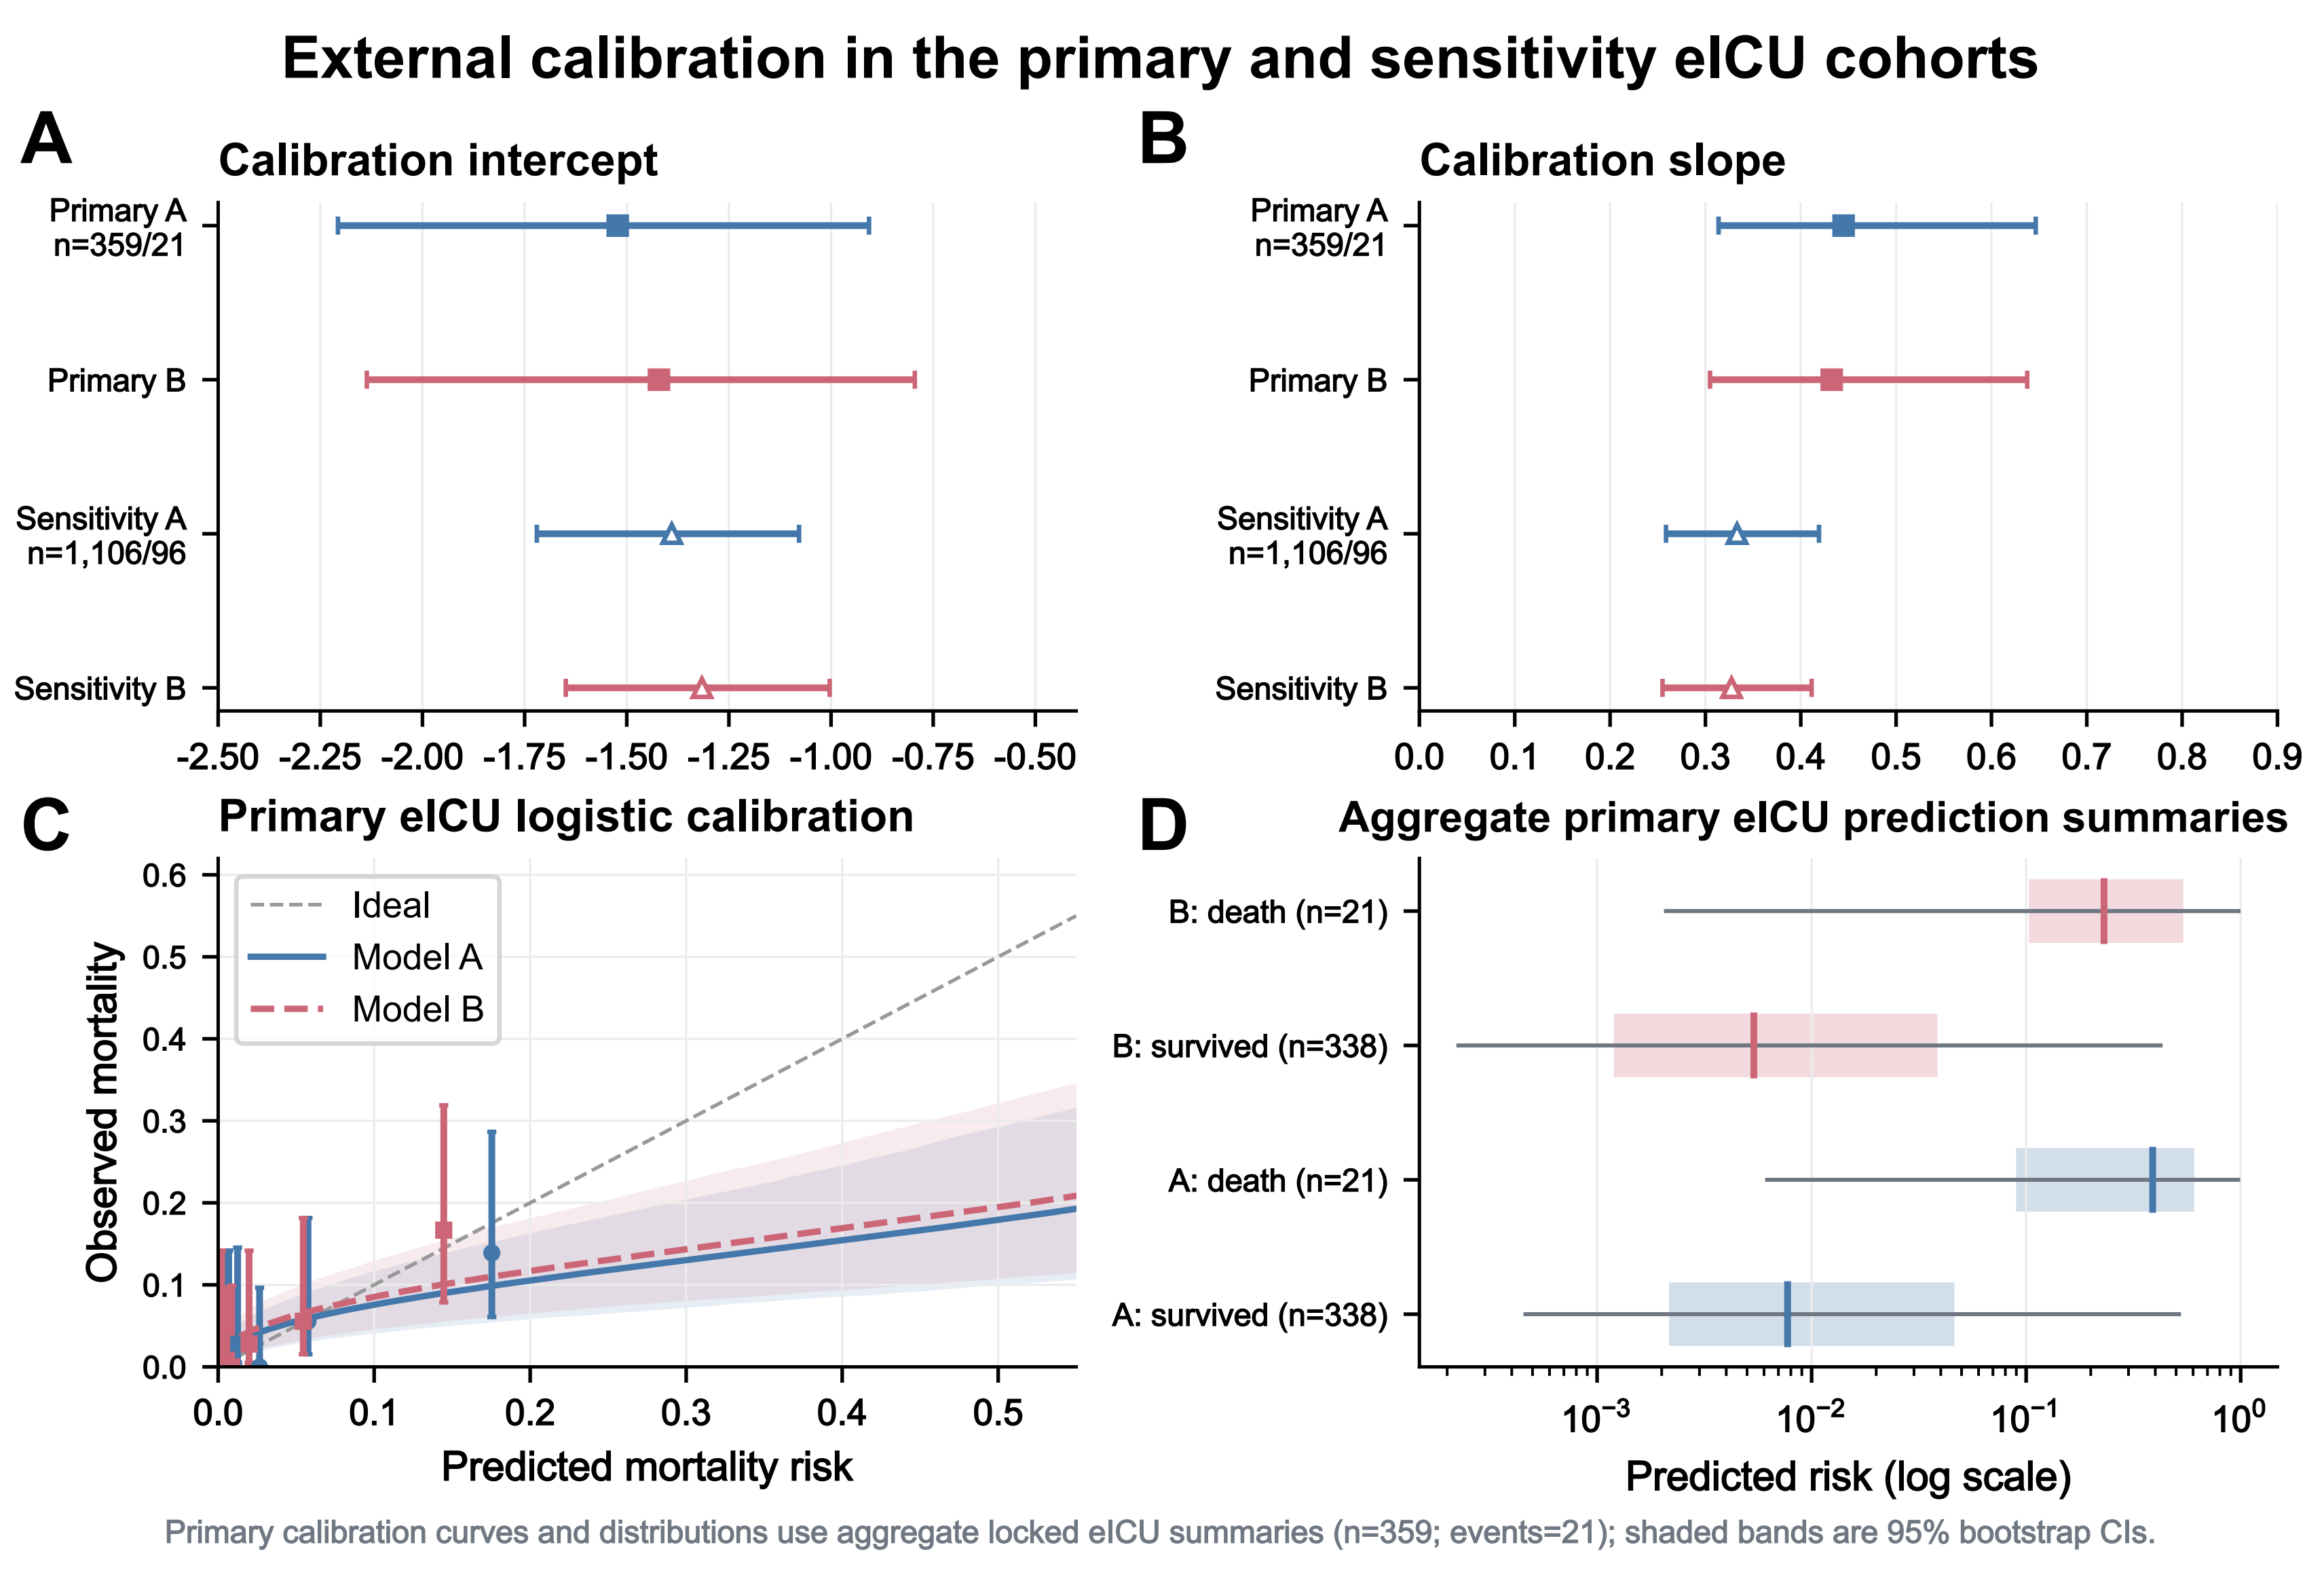 External calibration in the primary and sensitivity eICU cohorts
A
Calibration intercept
Primary A
n=359/21
Primary B
Sensitivity A
n=1,106/96
Sensitivity B
-2.50 -2.25 -2.00 -1.75 -1.50 -1.25 -1.00 -0.75 -0.50
B
Calibration slope
Primary A
n=359/21
Primary B
Sensitivity A
n=1,106/96
Sensitivity B
0.0 0.1 0.2 0.3 0.4 0.5 0.6 0.7 0.8 0.9
C
Primary eICU logistic calibration
Observed mortality
0.6
0.5
0.4
0.3
0.2
0.1
0.0
Ideal
Model A
Model B
0.0 0.1 0.2 0.3 0.4 0.5
Predicted mortality risk
D
Aggregate primary eICU prediction summaries
B: death (n=21)
B: survived (n=338)
A: death (n=21)
A: survived (n=338)
10⁻³ 10⁻² 10⁻¹ 10⁰
Predicted risk (log scale)
Primary calibration curves and distributions use aggregate locked eICU summaries (n=359; events=21); shaded bands are 95% bootstrap CIs.